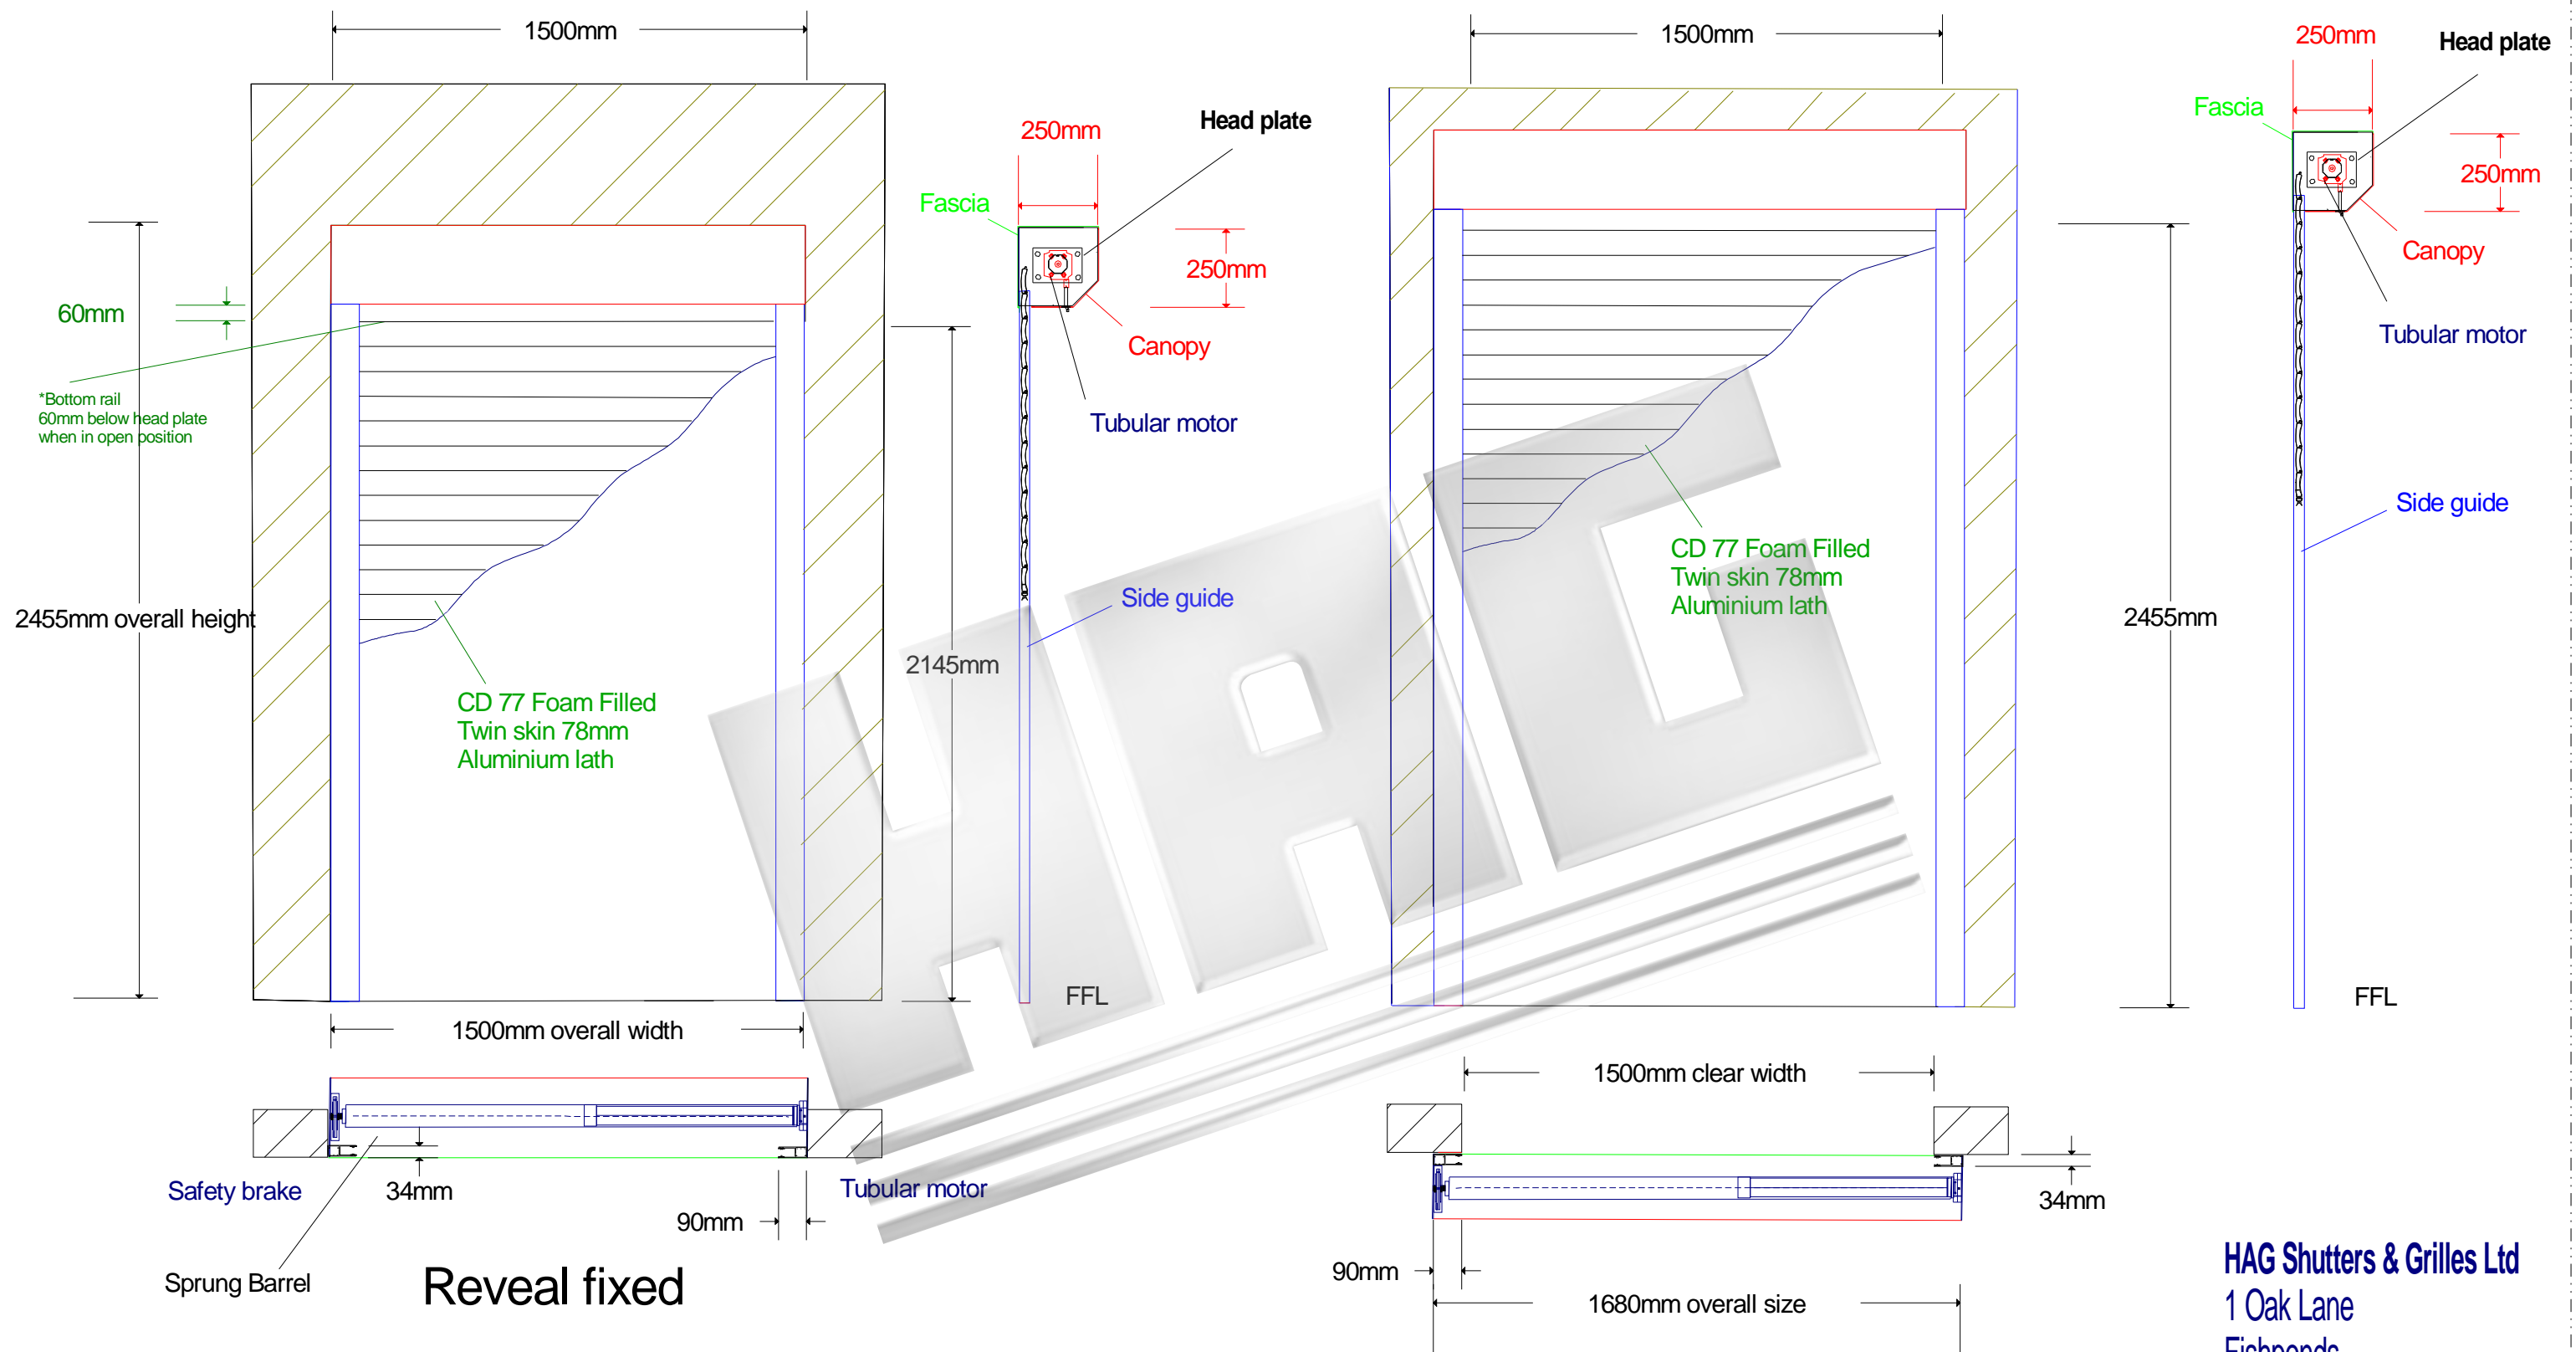 1500mm
1500mm
250mm
Head plate
Fascia
250mm
Canopy
Tubular motor
Side guide
FFL
250mm
Head plate
Fascia
250mm
Canopy
Tubular motor
Side guide
FFL
60mm
*Bottom rail
60mm below head plate
when in open position
2455mm overall height
CD 77 Foam Filled
Twin skin 78mm
Aluminium lath
2145mm
CD 77 Foam Filled
Twin skin 78mm
Aluminium lath
2455mm
HAG
1500mm overall width
1500mm clear width
Safety brake
34mm
Tubular motor
90mm
Sprung Barrel
Reveal fixed
34mm
90mm
1680mm overall size
HAG Shutters & Grilles Ltd
1 Oak Lane
Fishponds